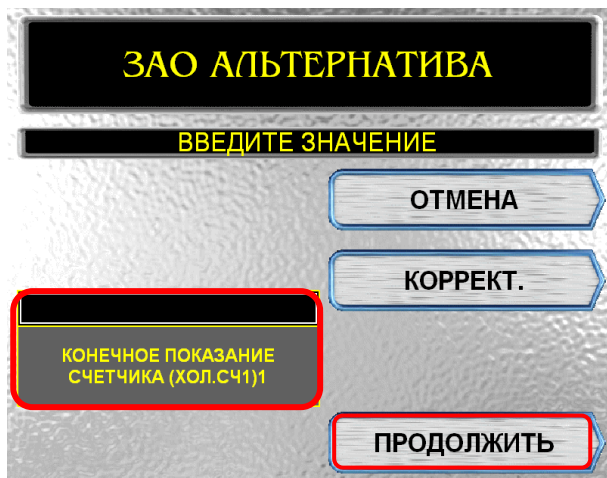 ЗАО АЛЬТЕРНАТИВА
ВВЕДИТЕ ЗНАЧЕНИЕ
ОТМЕНА
КОРРЕКТ.
КОНЕЧНОЕ ПОКАЗАНИЕ
СЧЕТЧИКА (ХОЛ.СЧ1)1
ПРОДОЛЖИТЬ